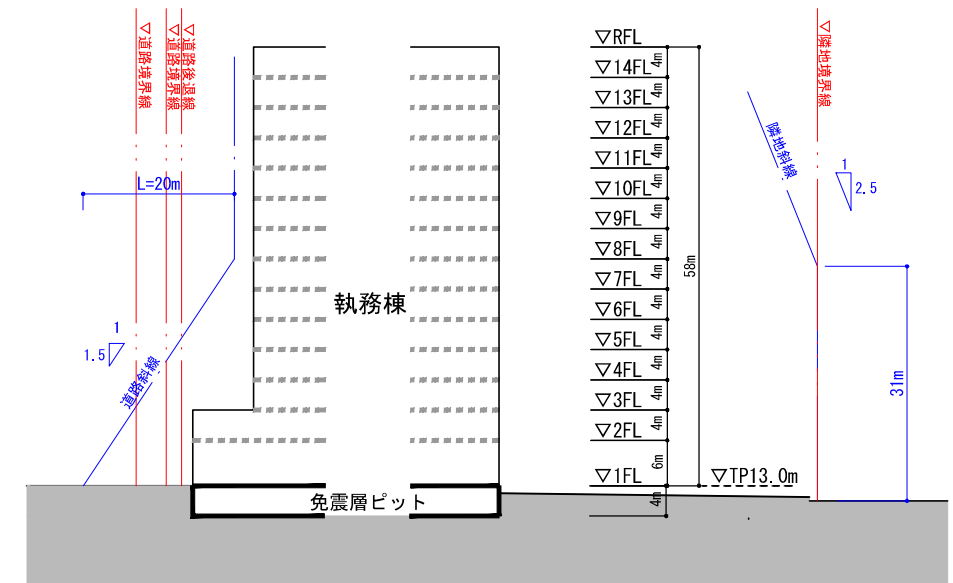 ▽道路境界線
▽道路境界線
▽道路後退線
L=20m
1
1.5
道路斜線
執務棟
免震層ピット
▽RFL
4m
▽14FL
4m
▽13FL
4m
▽12FL
4m
▽11FL
4m
▽10FL
4m
▽9FL
4m
▽8FL
4m
▽7FL
4m
▽6FL
4m
▽5FL
4m
▽4FL
4m
▽3FL
4m
▽2FL
6m
▽1FL
4m
58m
▽TP13.0m
隣地斜線
▽隣地境界線
1
2.5
31m